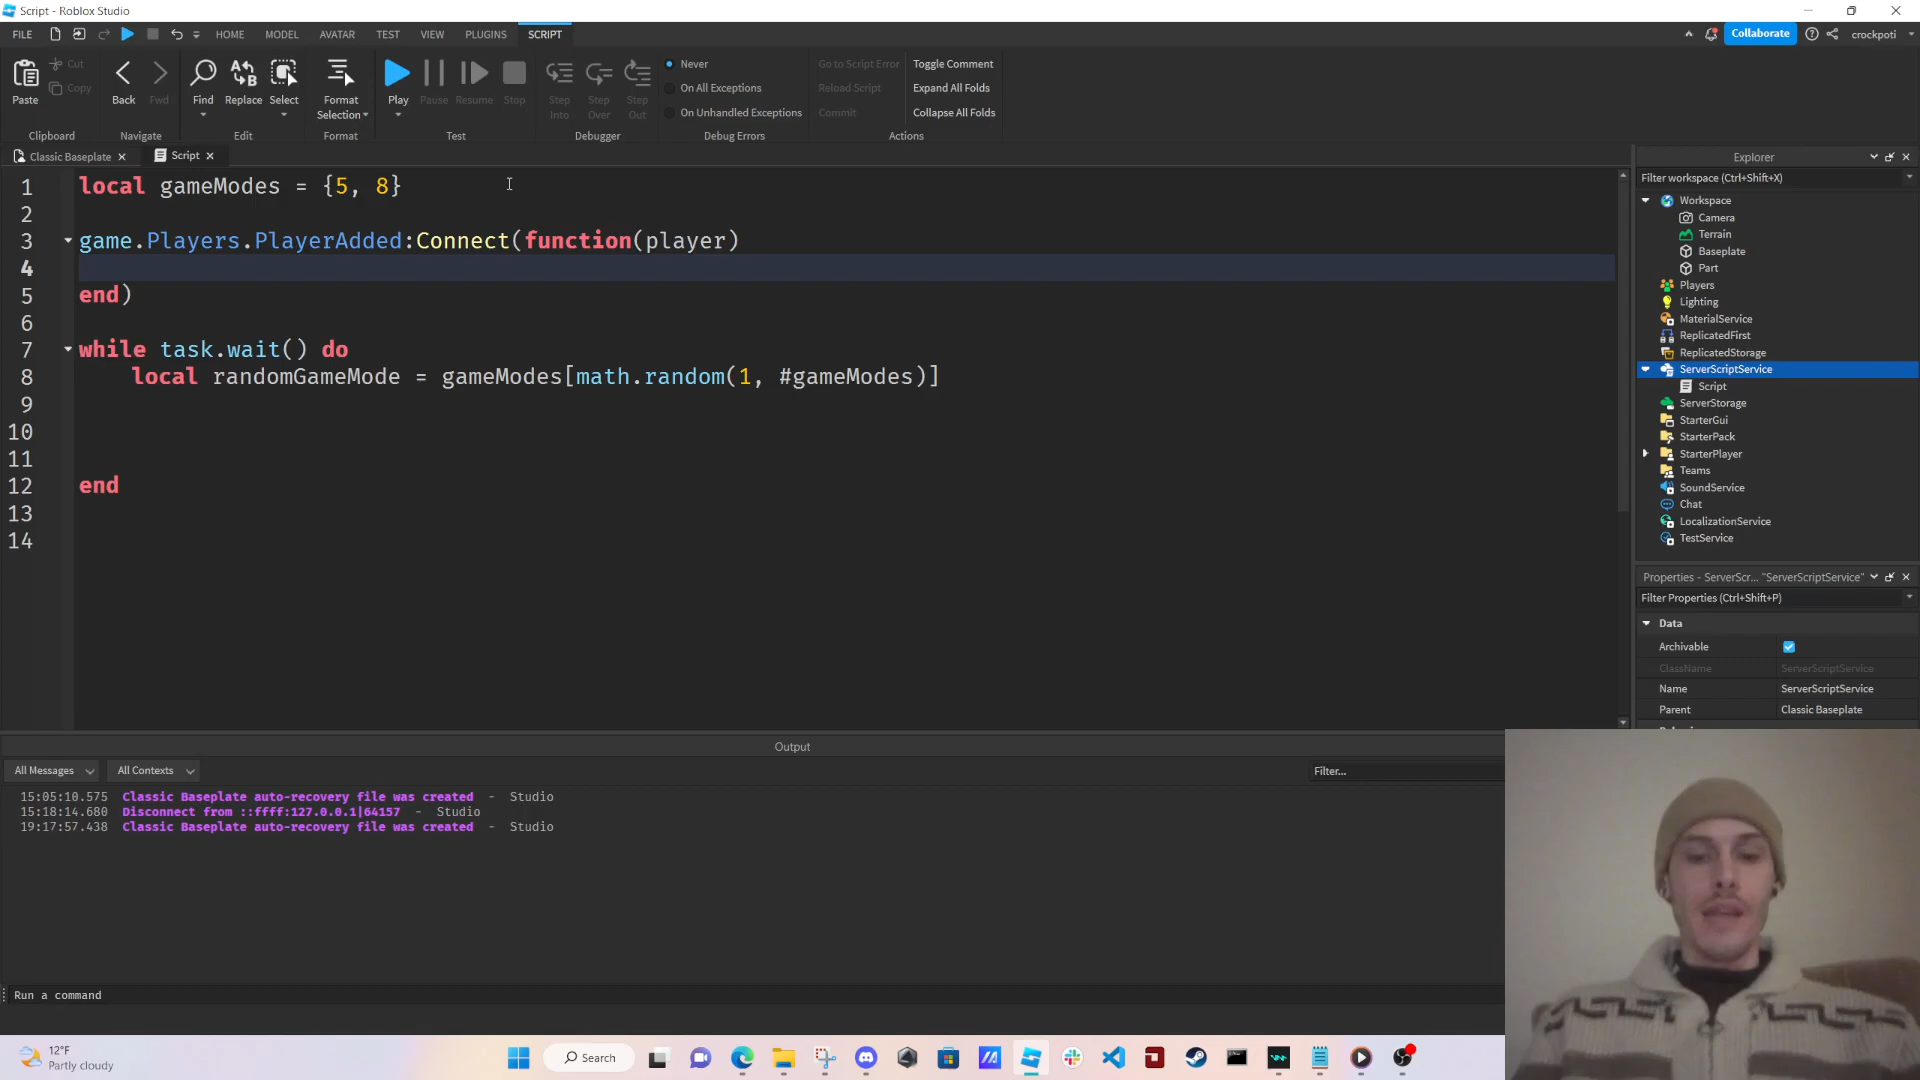 Script - Roblox Studio
FILE HOME MODEL AVATAR TEST VIEW PLUGINS SCRIPT Collaborate crockpoti
Paste Cut Copy Back Fwd Find Replace Select Format Selection Play Pause Resume Stop Step Into Step Over Step Out
Never Go to Script Error Toggle Comment
On All Exceptions Reload Script Expand All Folds
On Unhandled Exceptions Commit Collapse All Folds
Clipboard Navigate Edit Format Test Debugger Debug Errors Actions
Classic Baseplate Script
1 local gameModes = {5, 8}
2
3 game.Players.PlayerAdded:Connect(function(player)
4
5 end)
6
7 while task.wait() do
8 local randomGameMode = gameModes[math.random(1, #gameModes)]
9
10
11
12 end
13
14
Explorer
Filter workspace (Ctrl+Shift+X)
Workspace
Camera
Terrain
Baseplate
Part
Players
Lighting
MaterialService
ReplicatedFirst
ReplicatedStorage
ServerScriptService
Script
ServerStorage
StarterGui
StarterPack
StarterPlayer
Teams
SoundService
Chat
LocalizationService
TestService
Properties - ServerScr... "ServerScriptService"
Filter Properties (Ctrl+Shift+P)
Data
Archivable
ClassName ServerScriptService
Name ServerScriptService
Parent Classic Baseplate
Output
All Messages All Contexts Filter...
15:05:10.575 Classic Baseplate auto-recovery file was created - Studio
15:18:14.680 Disconnect from ::ffff:127.0.0.1|64157 - Studio
19:17:57.438 Classic Baseplate auto-recovery file was created - Studio
Run a command
12°F
Partly cloudy
Search